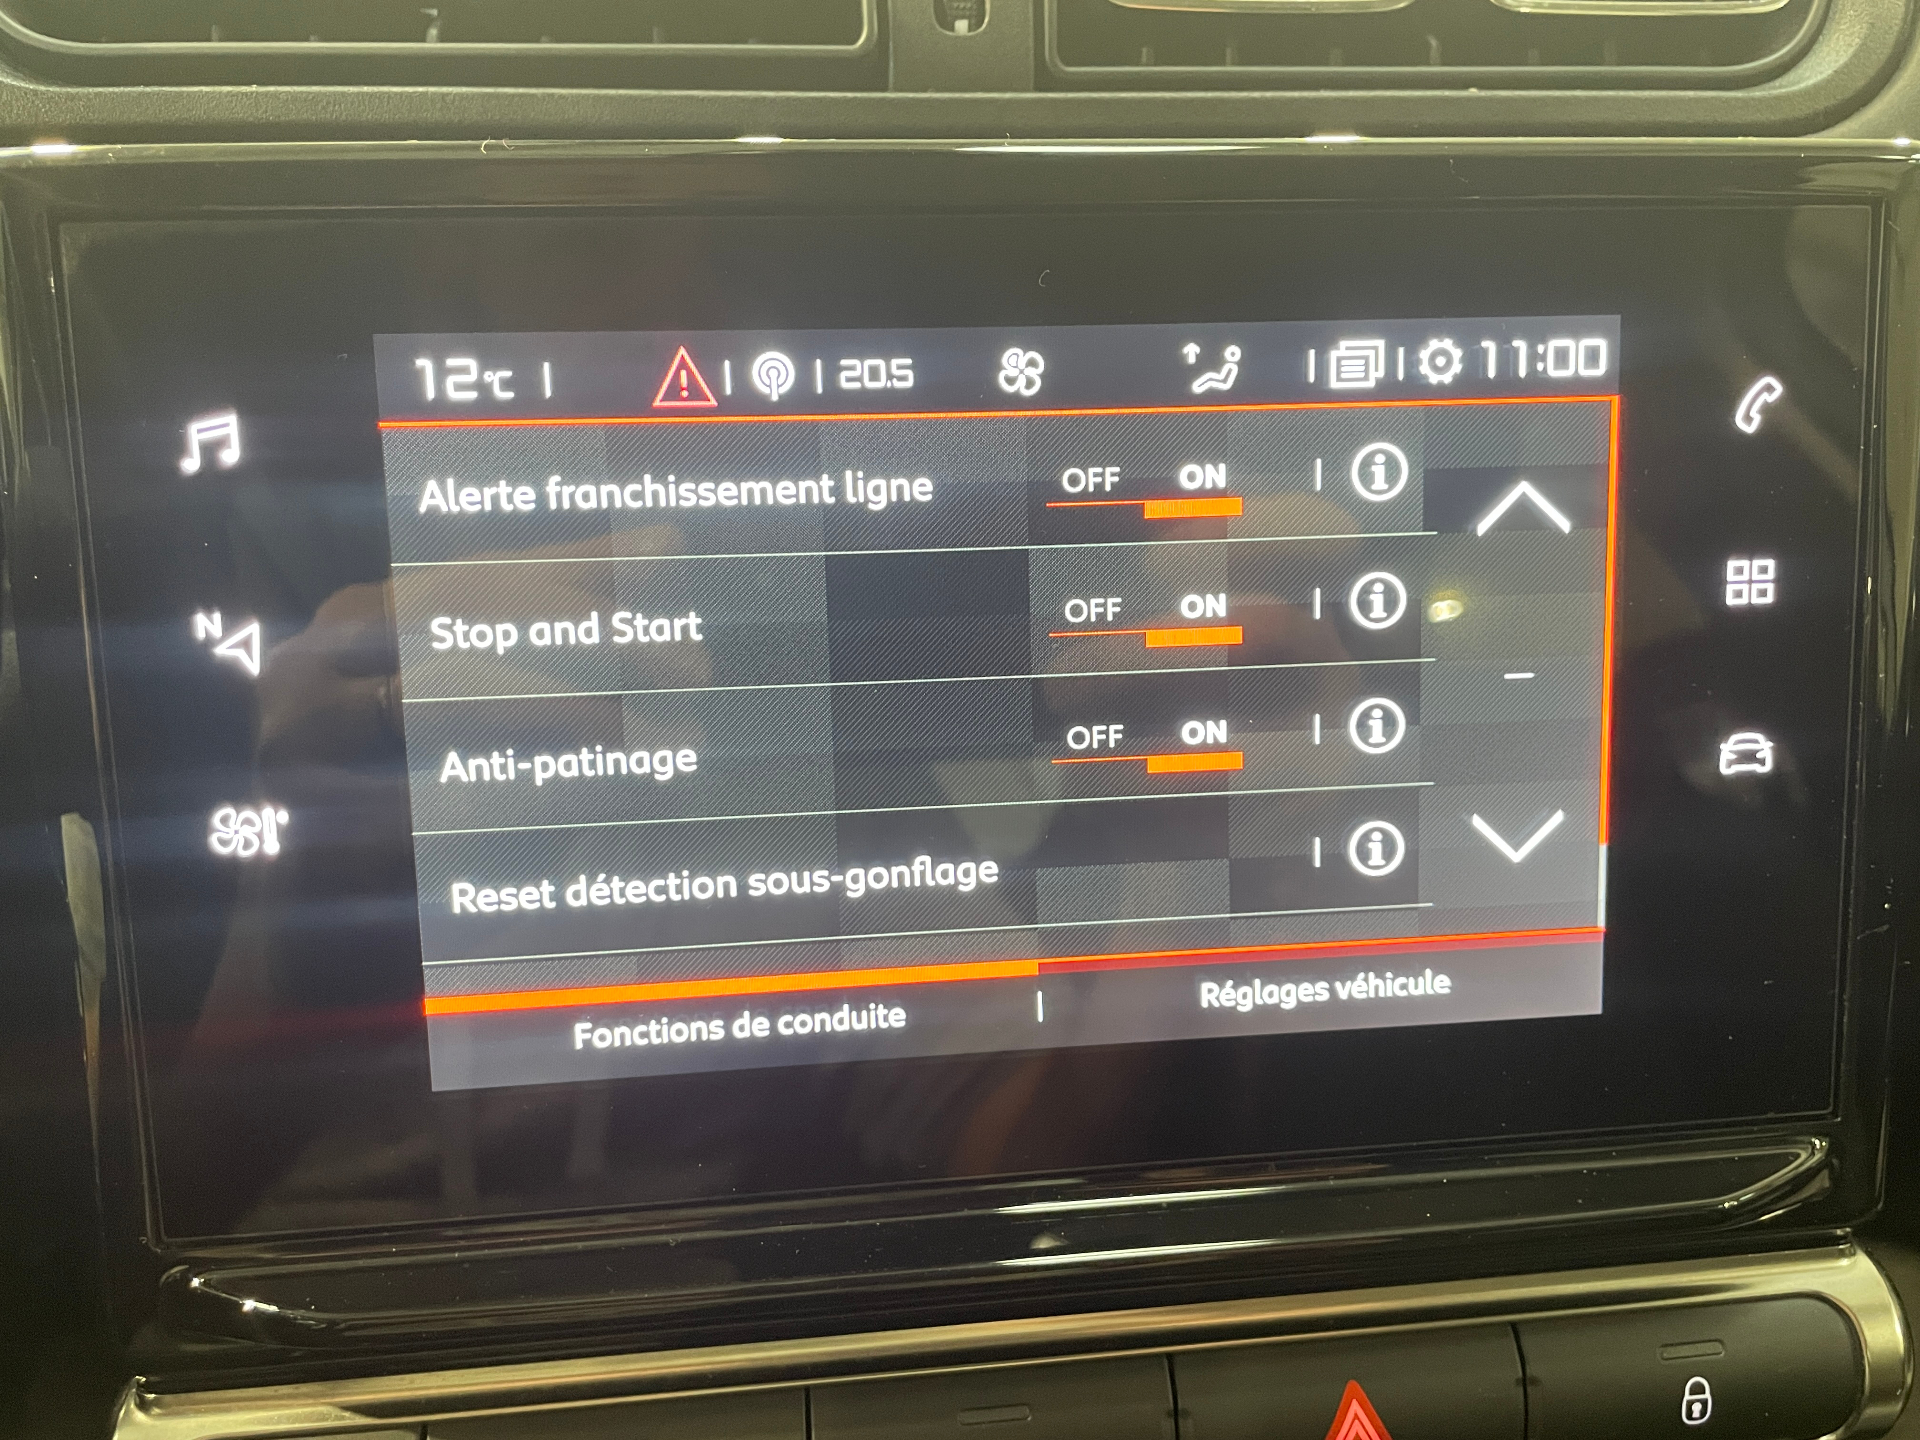 12°C 20.5 11:00
Alerte franchissement ligne OFF ON
Stop and Start OFF ON
Anti-patinage OFF ON
Reset détection sous-gonflage
Fonctions de conduite Réglages véhicule
N